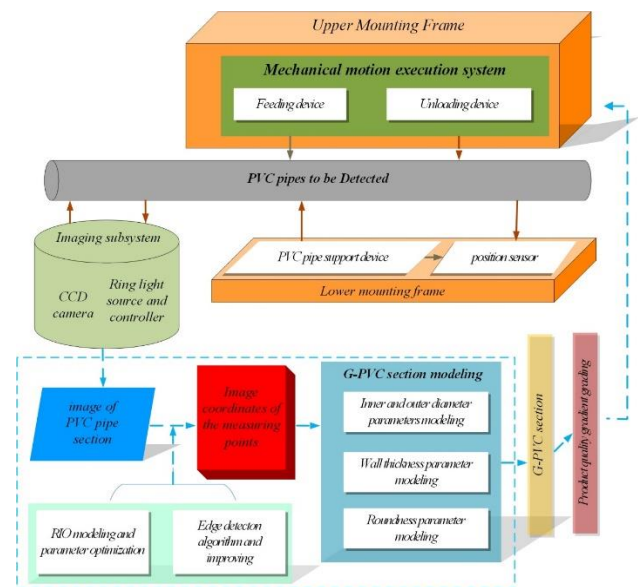 Upper Mounting Frame
Mechanical motion execution system
Feeding device
Unloading device
PVC pipes to be Detected
Imaging subsystem
CCD
camera
Ring light
source and
controller
PVC pipe support device
position sensor
Lower mounting frame
image of
PVC pipe
section
Image
coordinates of
the measuring
points
G-PVC section modeling
Inner and outer diameter
parameters modeling
Wall thickness parameter
modeling
Roundness parameter
modeling
RIO modeling and
parameter optimization
Edge detecton
algorithm and
improving
G-PVC section
Product quality gradient grading